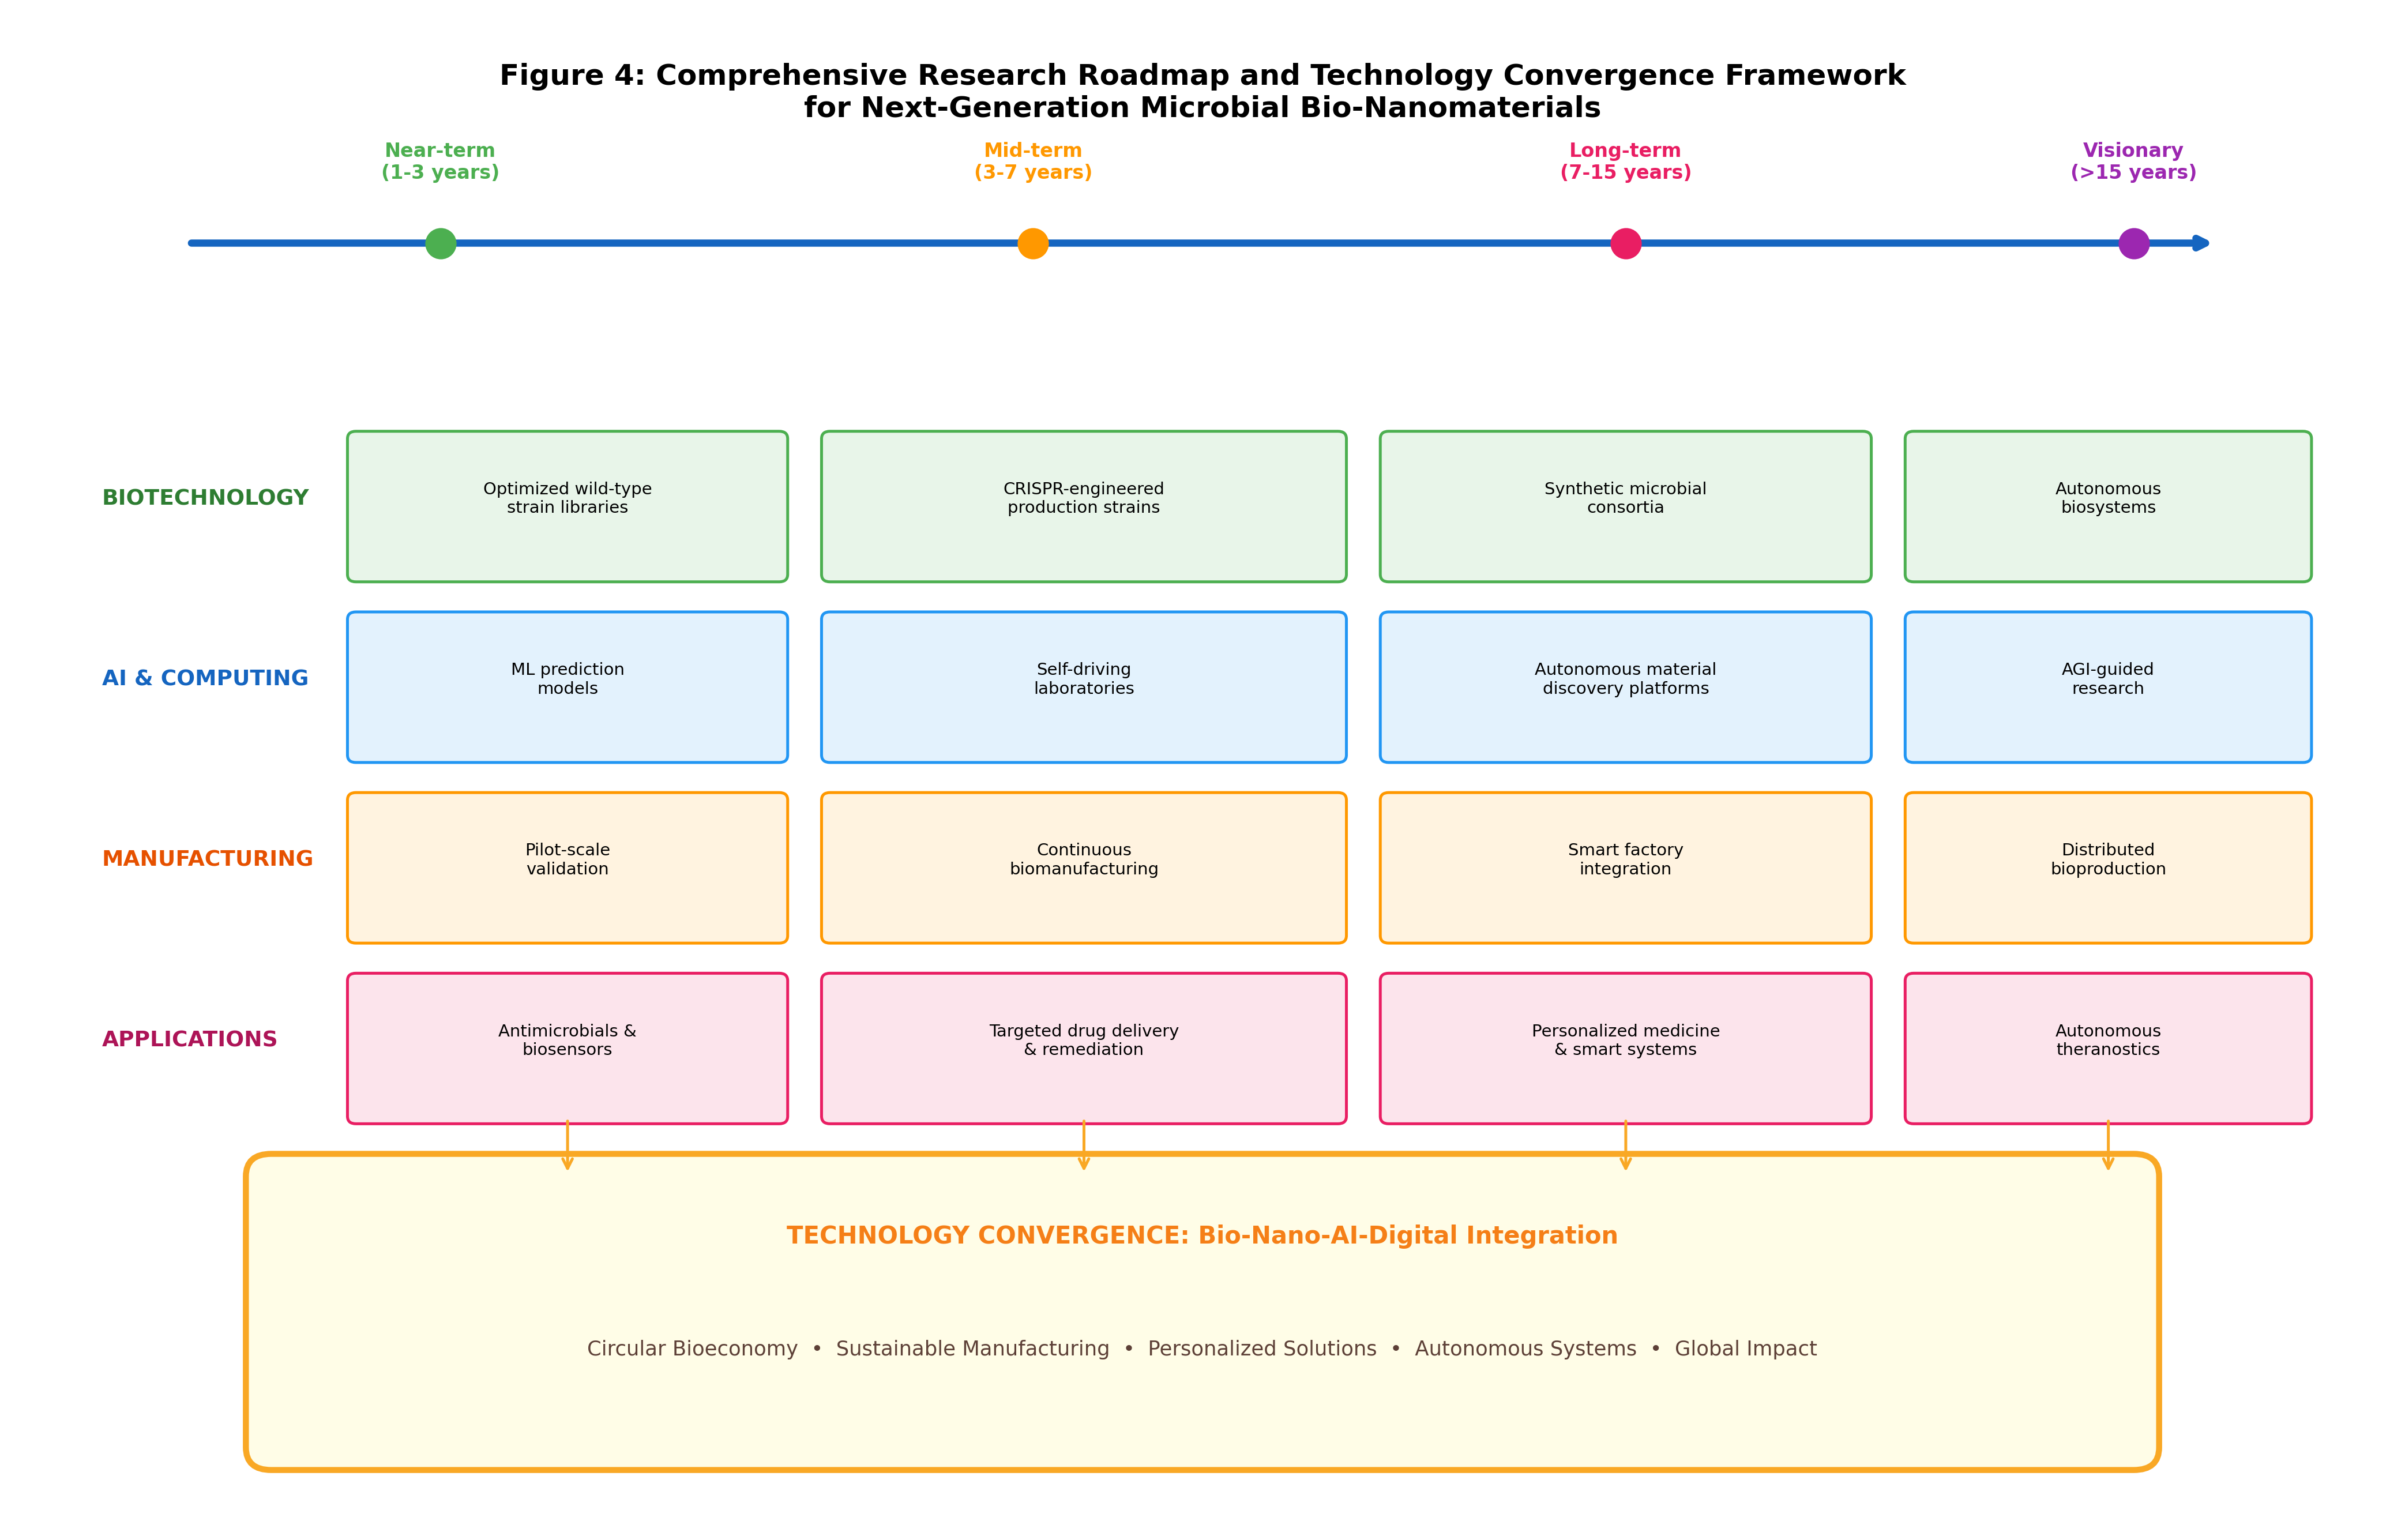 Figure 4: Comprehensive Research Roadmap and Technology Convergence Framework
for Next-Generation Microbial Bio-Nanomaterials
Near-term
(1-3 years)
Mid-term
(3-7 years)
Long-term
(7-15 years)
Visionary
(>15 years)
BIOTECHNOLOGY
Optimized wild-type
strain libraries
CRISPR-engineered
production strains
Synthetic microbial
consortia
Autonomous
biosystems
AI & COMPUTING
ML prediction
models
Self-driving
laboratories
Autonomous material
discovery platforms
AGI-guided
research
MANUFACTURING
Pilot-scale
validation
Continuous
biomanufacturing
Smart factory
integration
Distributed
bioproduction
APPLICATIONS
Antimicrobials &
biosensors
Targeted drug delivery
& remediation
Personalized medicine
& smart systems
Autonomous
theranostics
TECHNOLOGY CONVERGENCE: Bio-Nano-AI-Digital Integration
Circular Bioeconomy • Sustainable Manufacturing • Personalized Solutions • Autonomous Systems • Global Impact